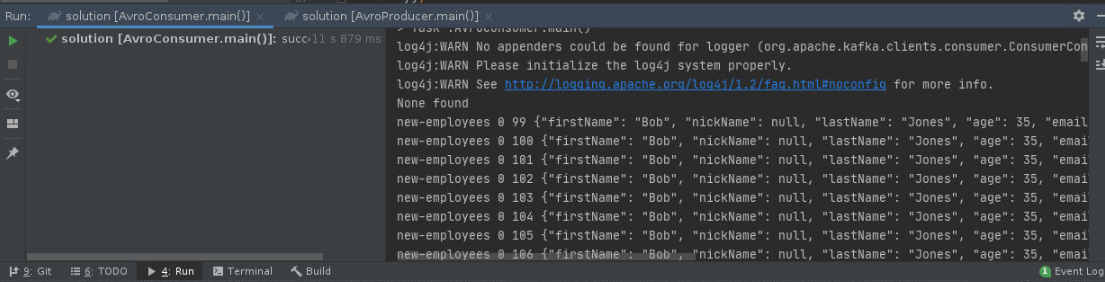 Run: solution [AvroConsumer.main()] × solution [AvroProducer.main()] ×
solution [AvroConsumer.main()]: succ 11 s 879 ms
> Task :AvroConsumer.main()
log4j:WARN No appenders could be found for logger (org.apache.kafka.clients.consumer.ConsumerCon
log4j:WARN Please initialize the log4j system properly.
log4j:WARN See http://logging.apache.org/log4j/1.2/faq.html#noconfig for more info.
None found
new-employees 0 99 {"firstName": "Bob", "nickName": null, "lastName": "Jones", "age": 35, "email
new-employees 0 100 {"firstName": "Bob", "nickName": null, "lastName": "Jones", "age": 35, "emai
new-employees 0 101 {"firstName": "Bob", "nickName": null, "lastName": "Jones", "age": 35, "emai
new-employees 0 102 {"firstName": "Bob", "nickName": null, "lastName": "Jones", "age": 35, "emai
new-employees 0 103 {"firstName": "Bob", "nickName": null, "lastName": "Jones", "age": 35, "emai
new-employees 0 104 {"firstName": "Bob", "nickName": null, "lastName": "Jones", "age": 35, "emai
new-employees 0 105 {"firstName": "Bob", "nickName": null, "lastName": "Jones", "age": 35, "emai
new-employees 0 106 {"firstName": "Bob", "nickName": null, "lastName": "Jones", "age": 35, "emai
9: Git 6: TODO 4: Run Terminal Build 1 Event Log